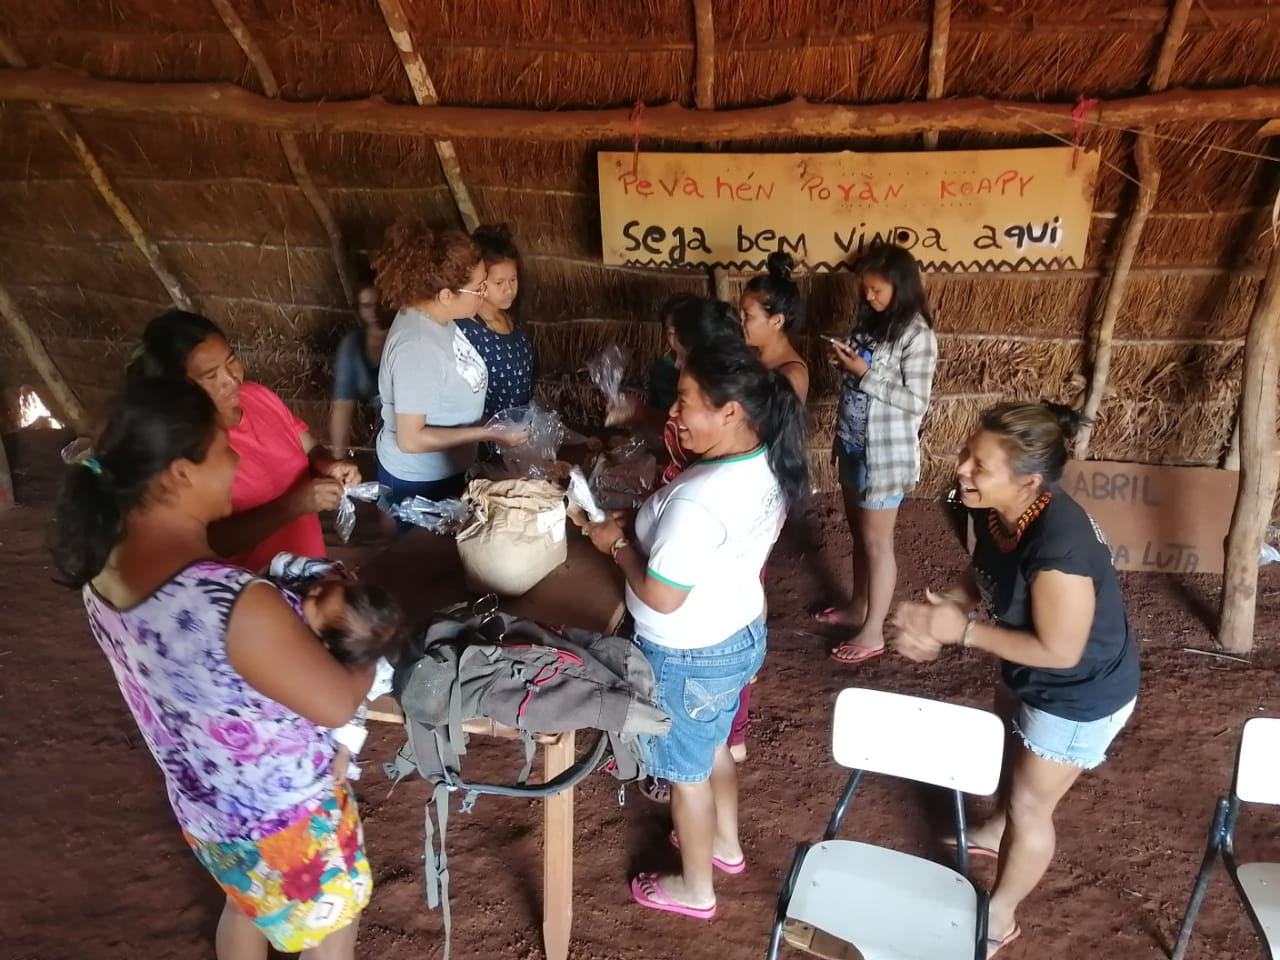 Pevahén Porãn KOAPY
Seja bem vinda aqui
ABRIL
LUTA